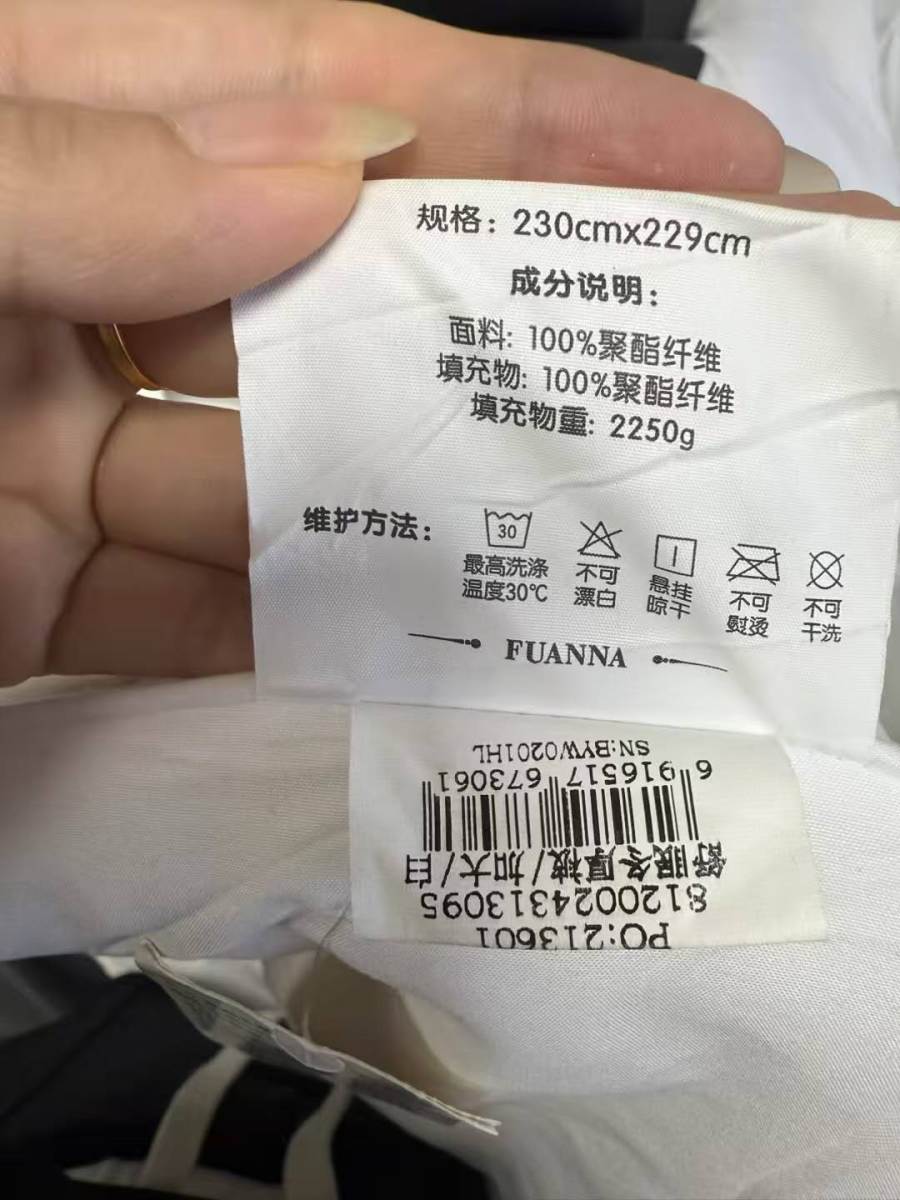 规格：230cmx229cm
成分说明：
面料: 100%聚酯纤维
填充物: 100%聚酯纤维
填充物重: 2250g
维护方法：
30
最高洗涤
温度30℃
不可
漂白
悬挂
晾干
不可
熨烫
不可
干洗
FUANNA
PO:213601
8120024313095
舒眠冬厚被/加大/白
6 916517 673061
SN:BYW0201HL